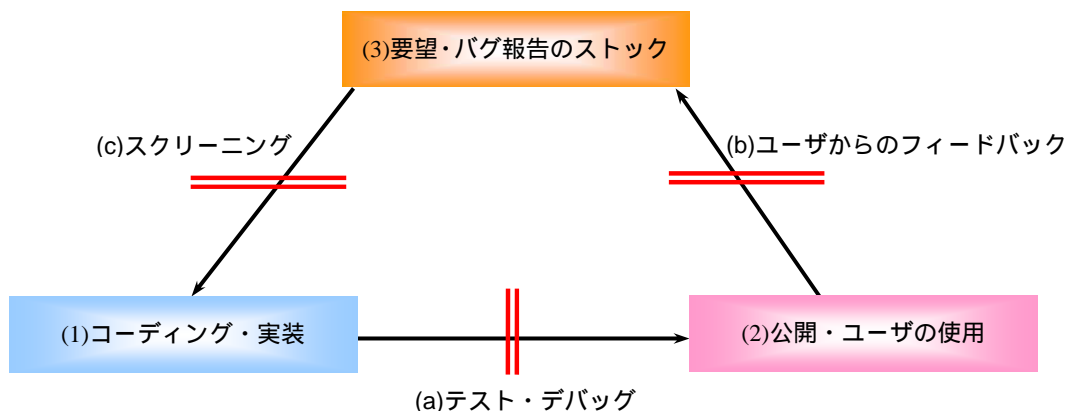 (3)要望・バグ報告のストック
(c)スクリーニング
(b)ユーザからのフィードバック
(1)コーディング・実装
(2)公開・ユーザの使用
(a)テスト・デバッグ